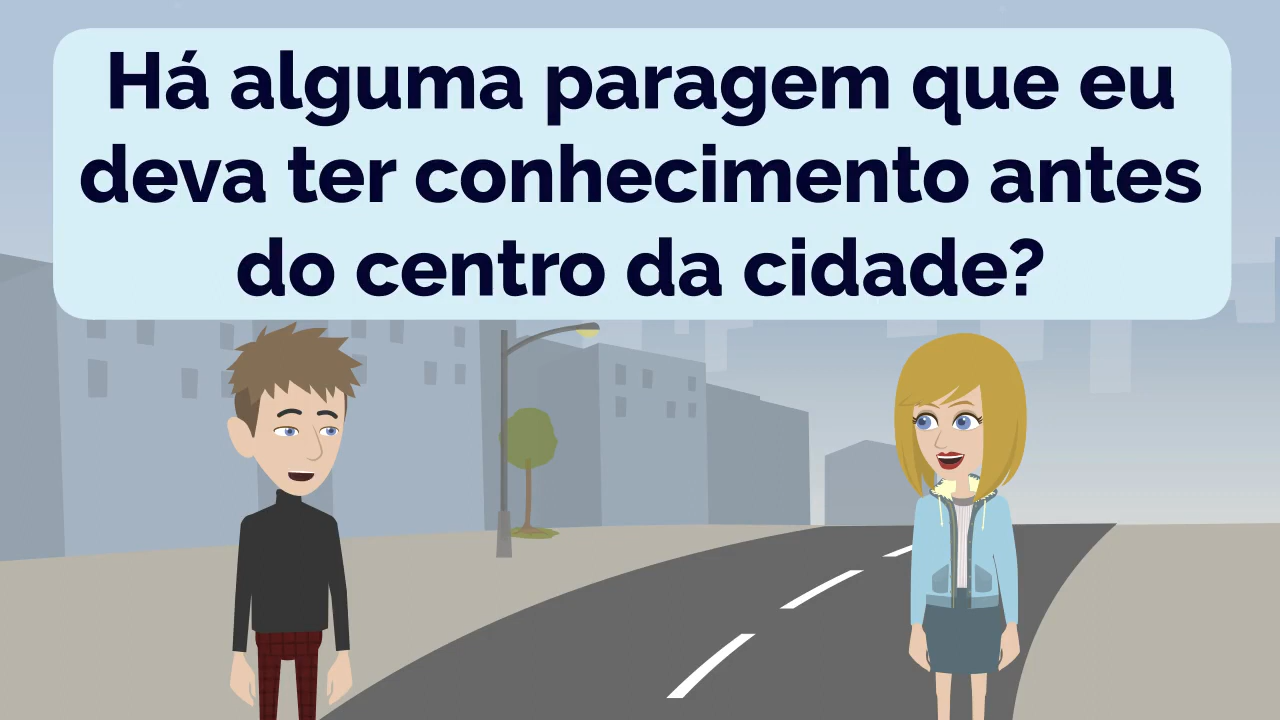 Há alguma paragem que eu
deva ter conhecimento antes
do centro da cidade?